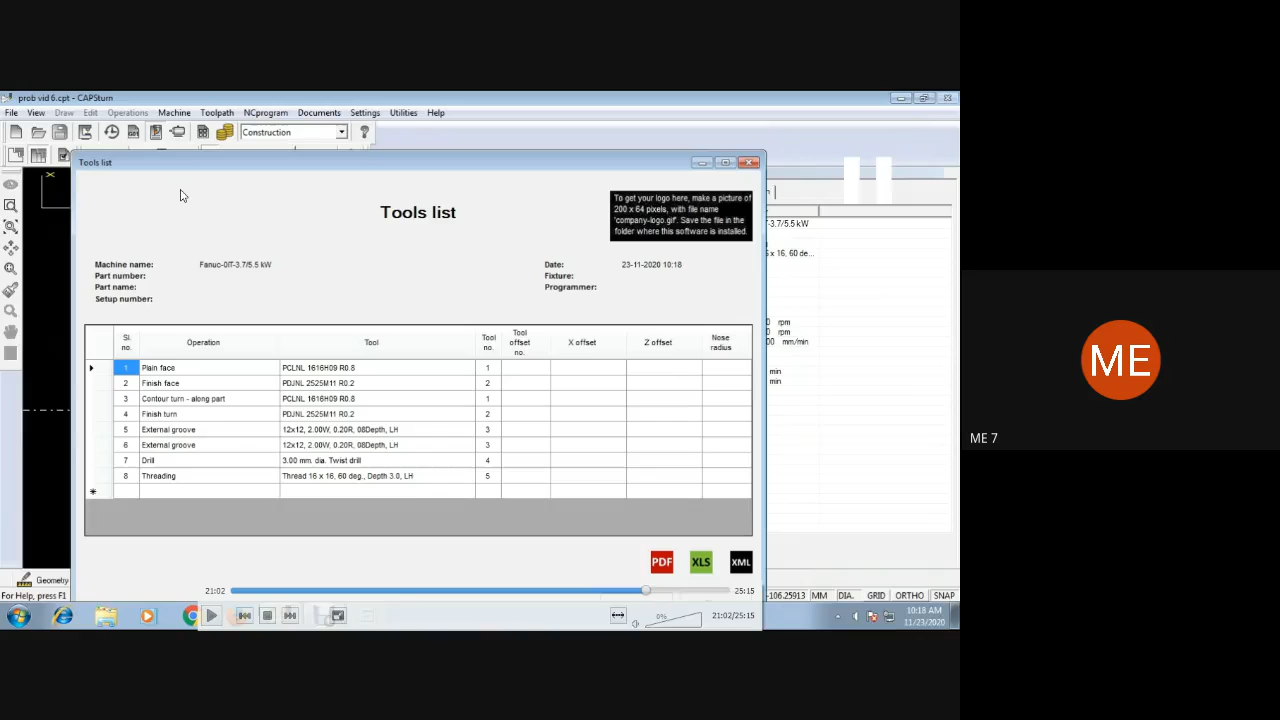 prob vid 6.cpt - CAPSturn
File View Draw Edit Operations Machine Toolpath NCprogram Documents Settings Utilities Help
Construction
Tools list
Tools list
To get your logo here, make a picture of
200 x 64 pixels, with file name
'company-logo.gif'. Save the file in the
folder where this software is installed.
Machine name: Fanuc-0iT-3.7/5.5 kW
Part number:
Part name:
Setup number:
Date: 23-11-2020 10:18
Fixture:
Programmer:
Sl. no. Operation Tool Tool no. Tool offset no. X offset Z offset Nose radius
1 Plain face PCLNL 1616H09 R0.8 1
2 Finish face PDJNL 2525M11 R0.2 2
3 Contour turn - along part PCLNL 1616H09 R0.8 1
4 Finish turn PDJNL 2525M11 R0.2 2
5 External groove 12x12, 2.00W, 0.20R, 08Depth, LH 3
6 External groove 12x12, 2.00W, 0.20R, 08Depth, LH 3
7 Drill 3.00 mm. dia. Twist drill 4
8 Threading Thread 16 x 16, 60 deg., Depth 3.0, LH 5
PDF XLS XML
-3.7/5.5 kW
x 16, 60 de...
rpm
rpm
mm/min
min
min
Geometry
For Help, press F1
21:02 25:15
-106.25913 MM DIA. GRID ORTHO SNAP
0% 21:02/25:15
10:18 AM
11/23/2020
ME
ME 7